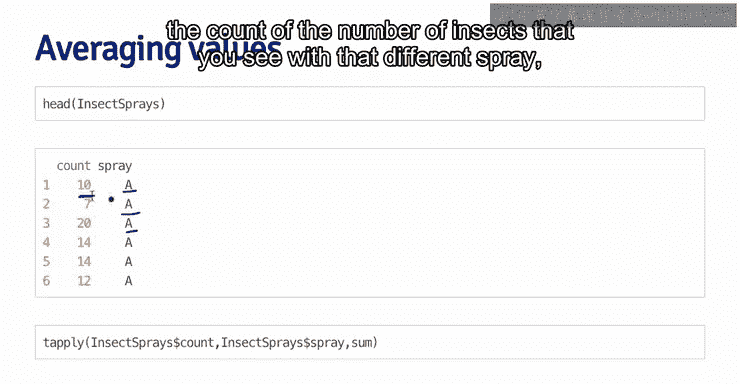 the count of the number of insects that
Averaging values
you see with that different spray,
head(InsectSprays)
count spray
1 10 A
2 7 A
3 20 A
4 14 A
5 14 A
6 12 A
tapply(InsectSprays$count,InsectSprays$spray,sum)